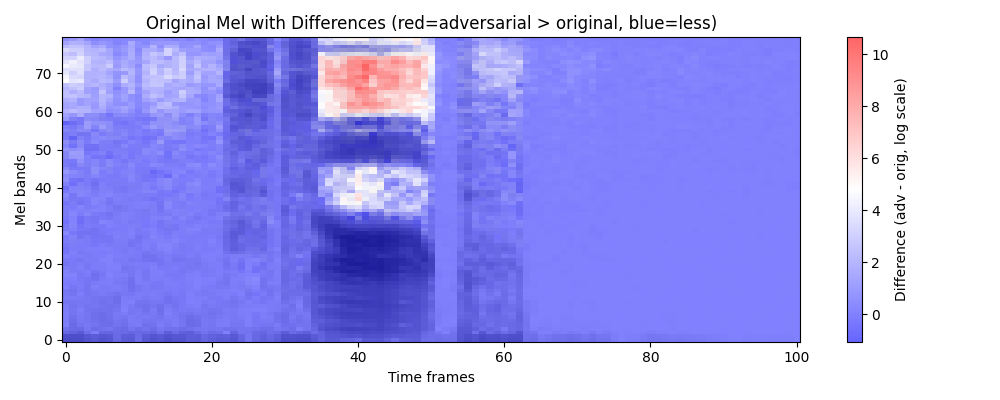 Original Mel with Differences (red=adversarial > original, blue=less)
Mel bands
70
60
50
40
30
20
10
0
0 20 40 60 80 100
Time frames
10
8
6
4
2
0
Difference (adv - orig, log scale)